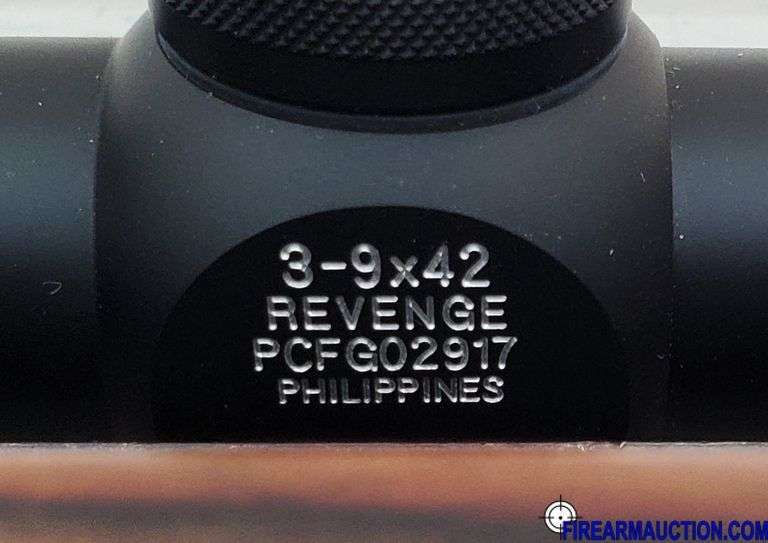 3-9x42
REVENGE
PCFG02917
PHILIPPINES
FIREARMAUCTION.COM